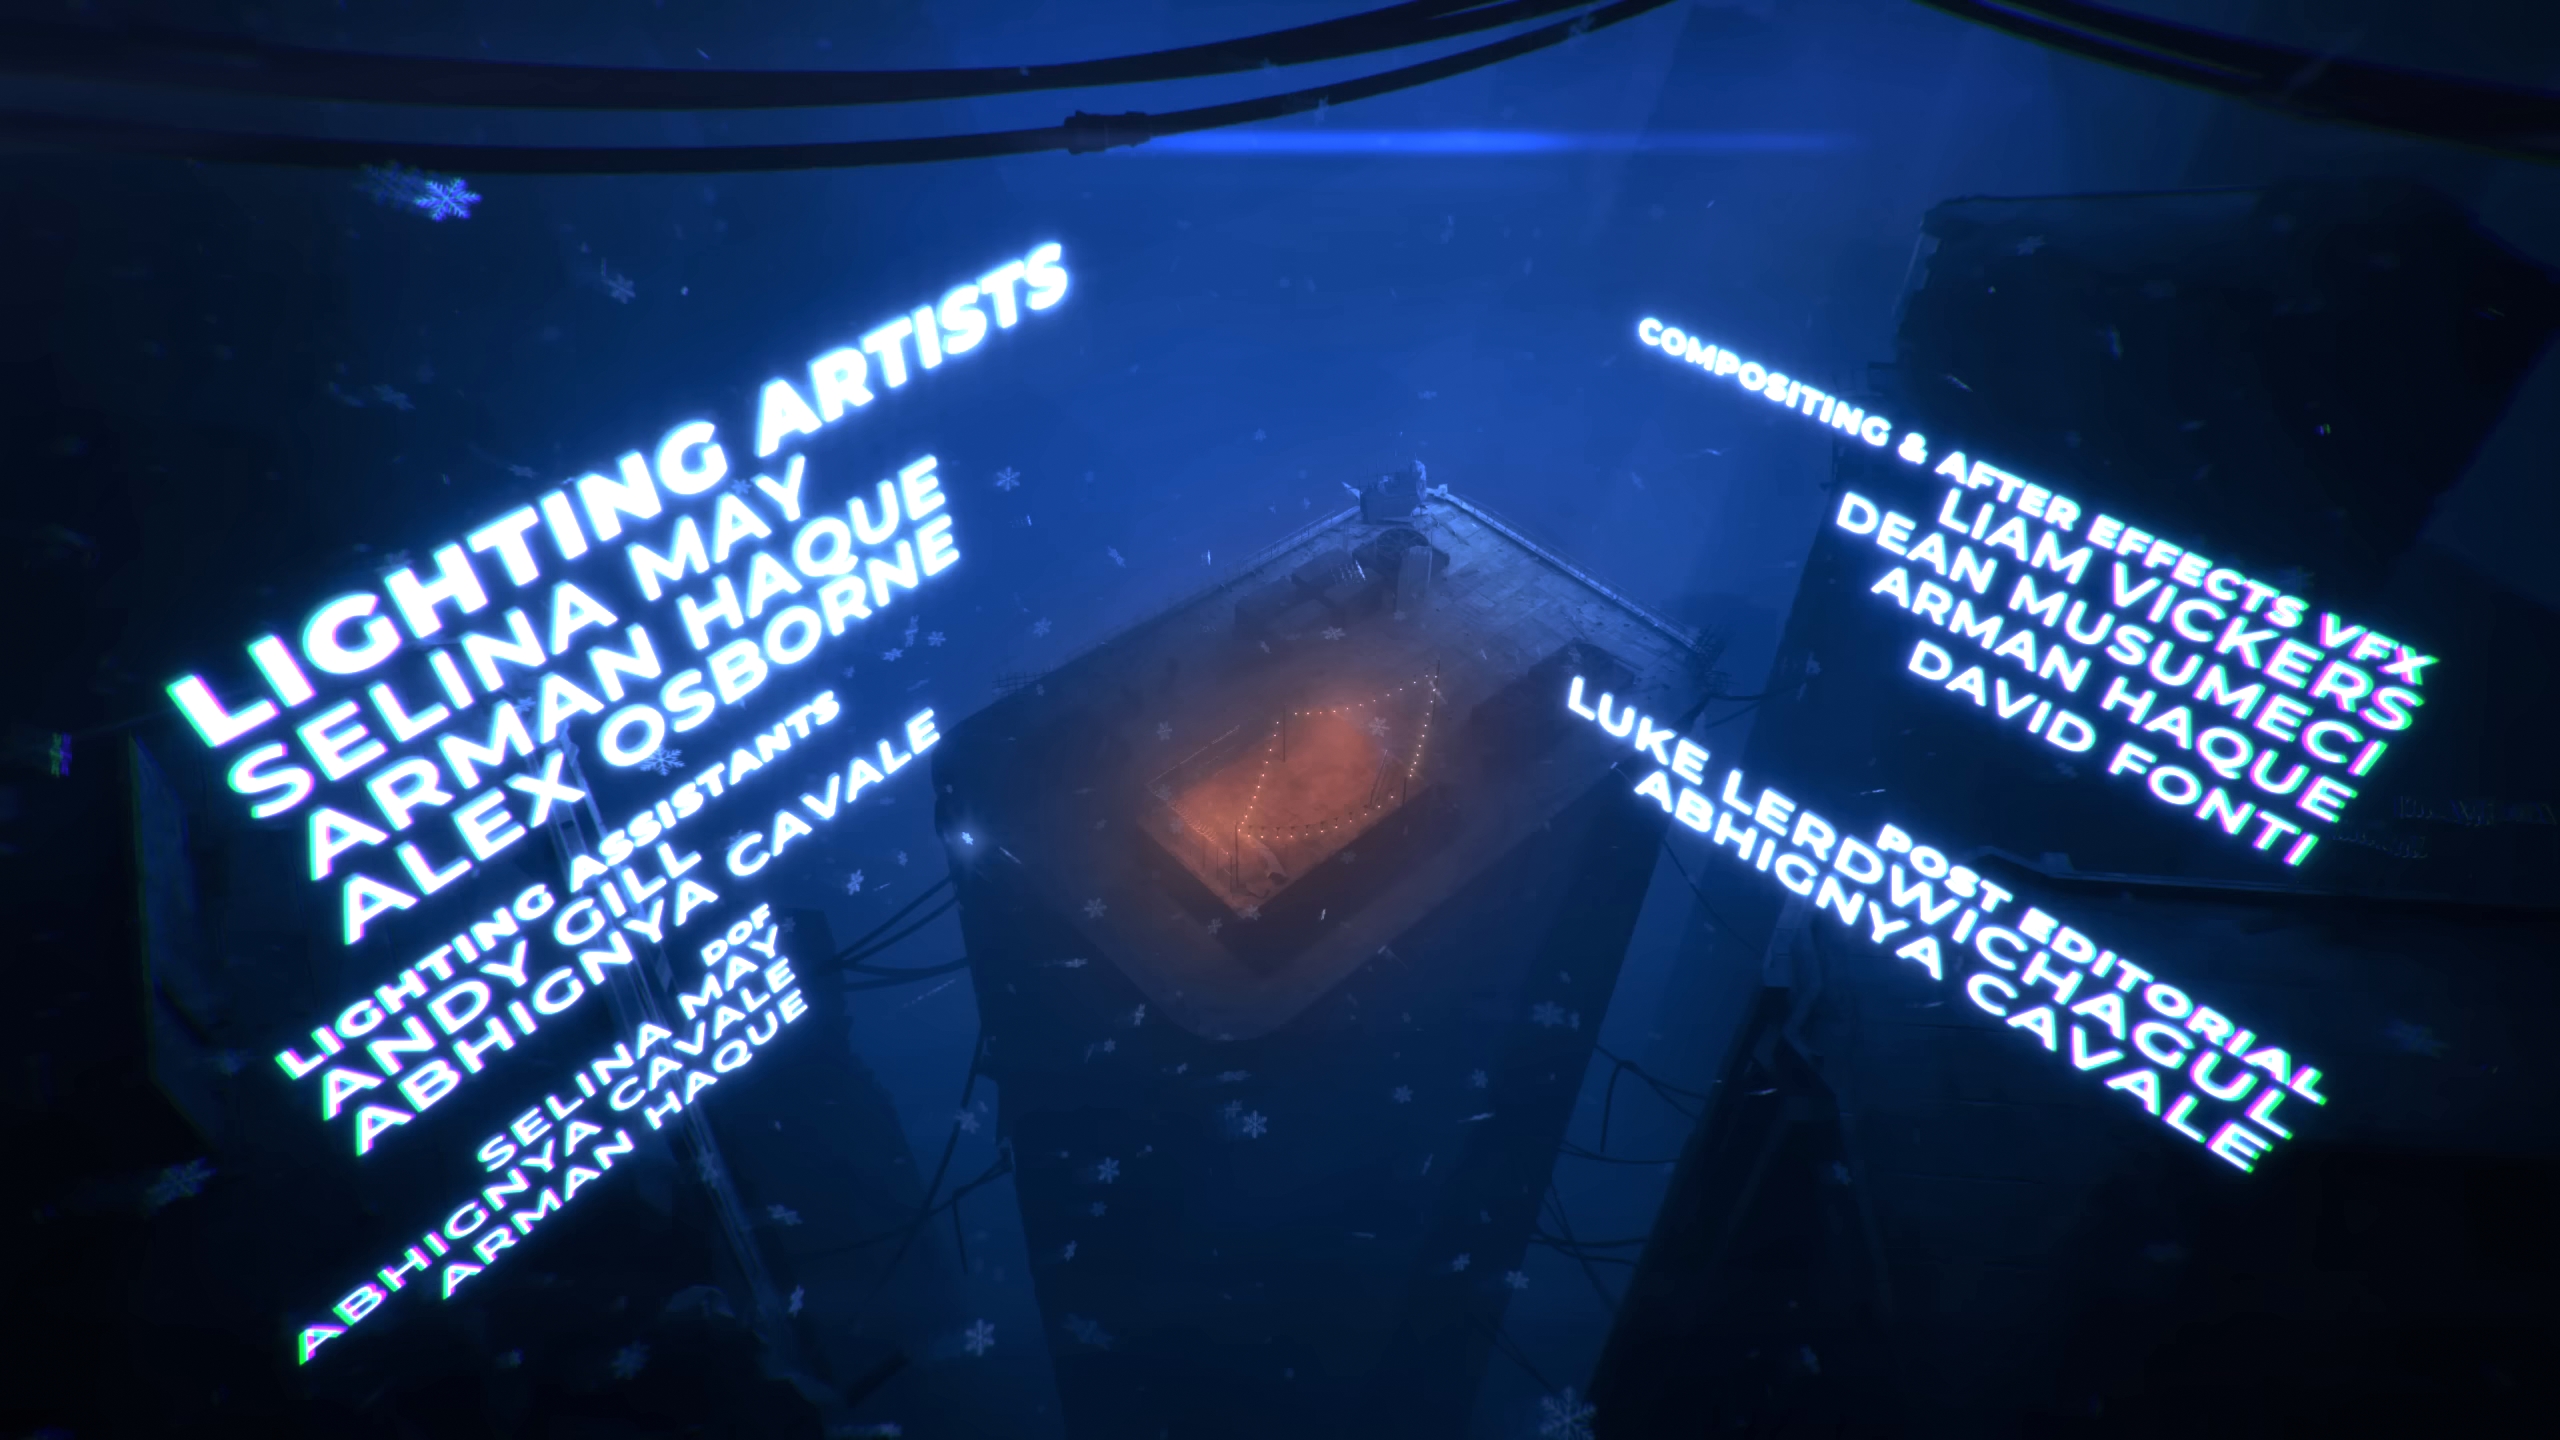 LIGHTING ARTISTS
SELINA MAY
ARMAN HAQUE
ALEX OSBORNE
LIGHTING ASSISTANTS
ANDY GILL
ABHIGNYA CAVALE
DOF
SELINA MAY
ABHIGNYA CAVALE
ARMAN HAQUE
COMPOSITING & AFTER EFFECTS VFX
LIAM VICKERS
DEAN MUSUMECI
ARMAN HAQUE
DAVID FONTI
POST EDITORIAL
LUKE LERDWICHAGUL
ABHIGNYA CAVALE